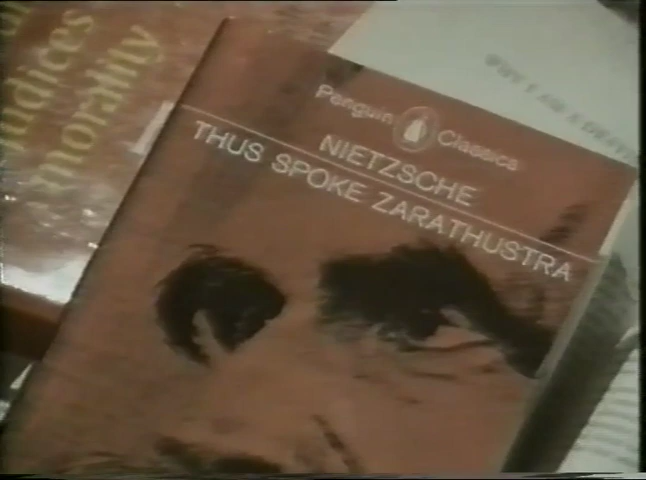 udices
morality
Penguin Classics
NIETZSCHE
THUS SPOKE ZARATHUSTRA